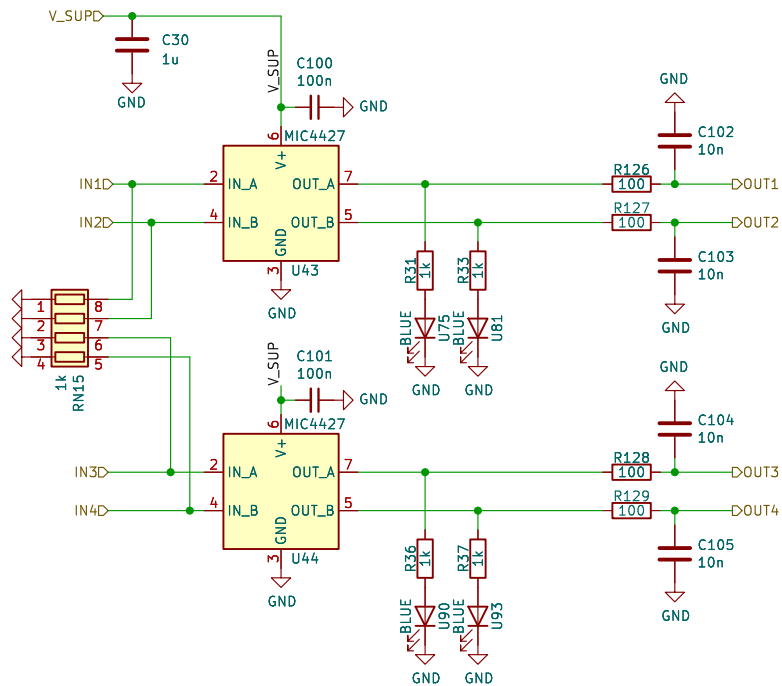 V_SUP
C30
1u
GND
V_SUP
C100
100n
GND
6
MIC4427
V+
IN1
2
IN_A
OUT_A
7
IN2
4
IN_B
OUT_B
5
GND
3
U43
GND
GND
C102
10n
R126
100
OUT1
R127
100
OUT2
C103
10n
GND
R31
1k
R33
1k
BLUE
U75
BLUE
U81
GND
GND
1
8
2
7
3
6
4
5
1k
RN15
V_SUP
C101
100n
GND
6
MIC4427
V+
IN3
2
IN_A
OUT_A
7
IN4
4
IN_B
OUT_B
5
GND
3
U44
GND
GND
C104
10n
R128
100
OUT3
R129
100
OUT4
C105
10n
GND
R36
1k
R37
1k
BLUE
U90
BLUE
U93
GND
GND